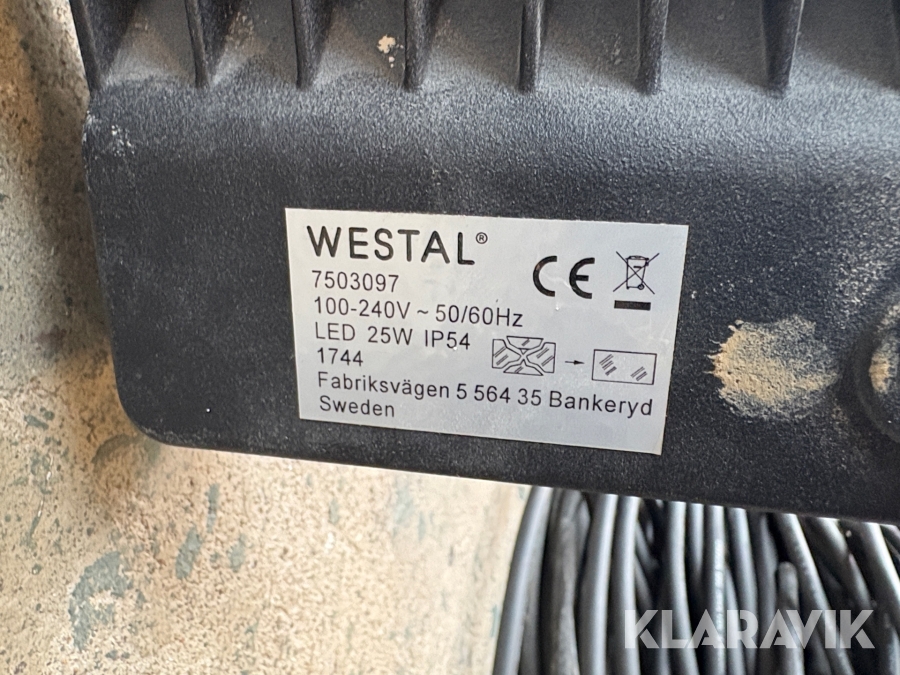 WESTAL®
7503097
100-240V ~ 50/60Hz
LED 25W IP54
1744
Fabriksvägen 5 564 35 Bankeryd
Sweden
CE
KLARAVIK